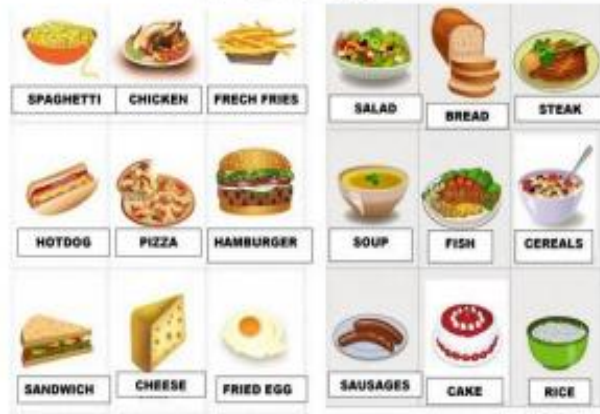 SPAGHETTI CHICKEN FRECH FRIES
SALAD BREAD STEAK
HOTDOG PIZZA HAMBURGER
SOUP FISH CEREALS
SANDWICH CHEESE FRIED EGG
SAUSAGES CAKE RICE